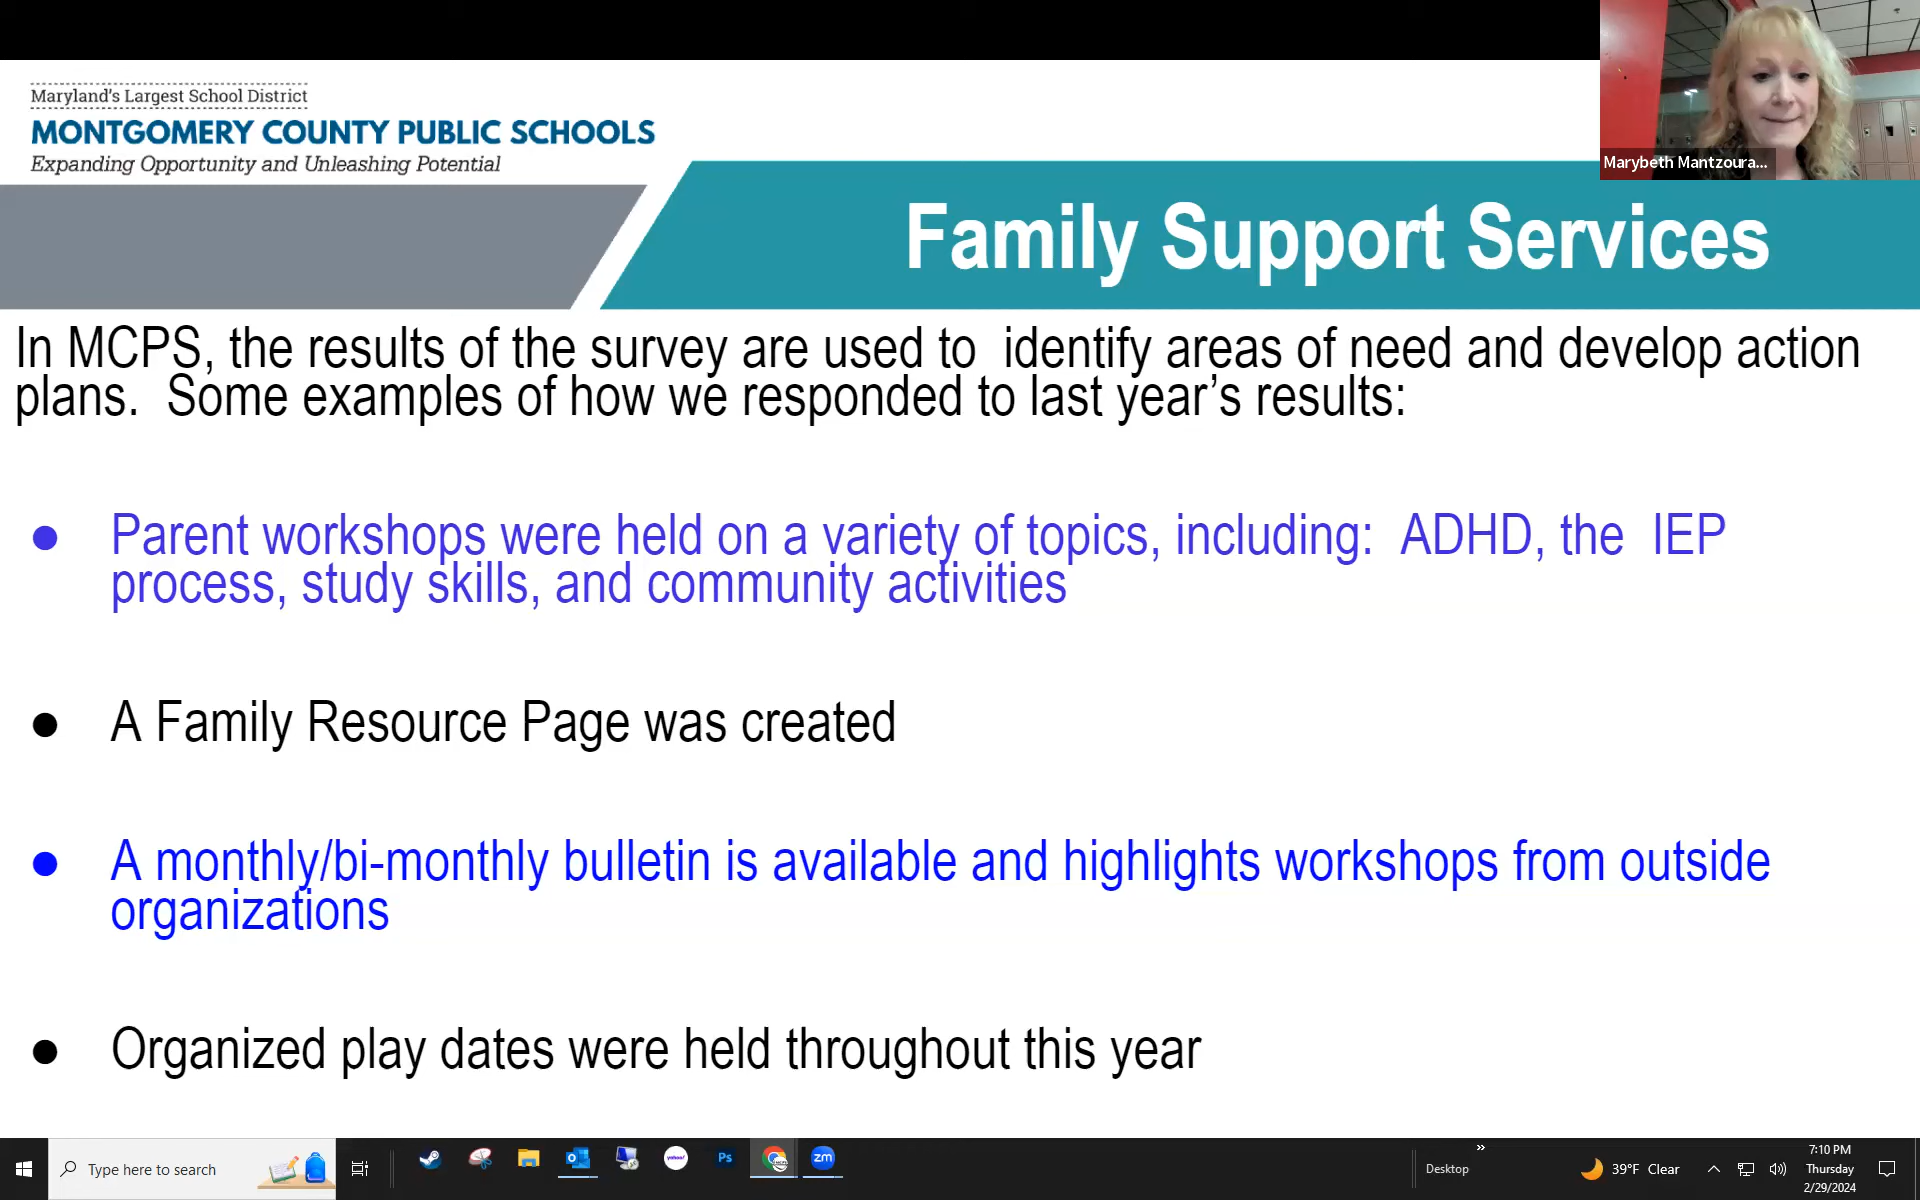 Maryland's Largest School District
MONTGOMERY COUNTY PUBLIC SCHOOLS
Expanding Opportunity and Unleashing Potential
Marybeth Mantzoura...
Family Support Services
In MCPS, the results of the survey are used to  identify areas of need and develop action
plans.  Some examples of how we responded to last year's results:
● Parent workshops were held on a variety of topics, including:  ADHD, the  IEP
process, study skills, and community activities
● A Family Resource Page was created
● A monthly/bi-monthly bulletin is available and highlights workshops from outside
organizations
● Organized play dates were held throughout this year
Type here to search
yahoo!
Ps
zm
Desktop
39°F Clear
7:10 PM
Thursday
2/29/2024